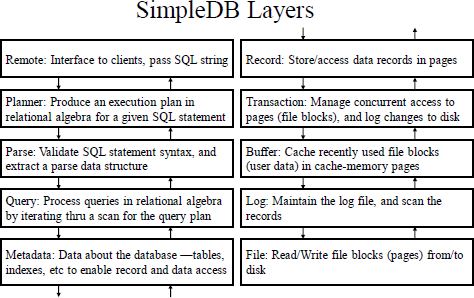 SimpleDB Layers
Remote: Interface to clients, pass SQL string
Planner: Produce an execution plan in
relational algebra for a given SQL statement
Parse: Validate SQL statement syntax, and
extract a parse data structure
Query: Process queries in relational algebra
by iterating thru a scan for the query plan
Metadata: Data about the database —tables,
indexes, etc to enable record and data access
Record: Store/access data records in pages
Transaction: Manage concurrent access to
pages (file blocks), and log changes to disk
Buffer: Cache recently used file blocks
(user data) in cache-memory pages
Log: Maintain the log file, and scan the
records
File: Read/Write file blocks (pages) from/to
disk